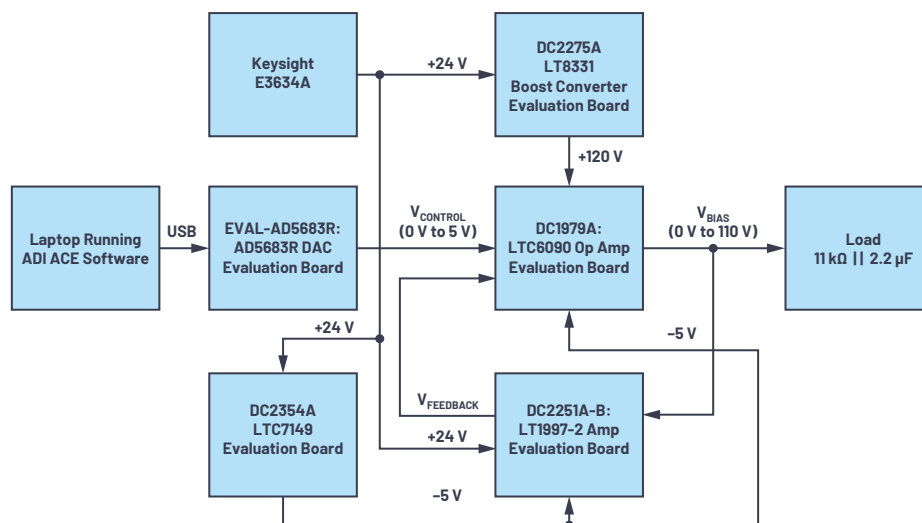 Keysight
E3634A
+24 V
DC2275A
LT8331
Boost Converter
Evaluation Board
+120 V
Laptop Running
ADI ACE Software
USB
EVAL-AD5683R:
AD5683R DAC
Evaluation Board
VCONTROL
(0 V to 5 V)
DC1979A:
LTC6090 Op Amp
Evaluation Board
VBIAS
(0 V to 110 V)
Load
11 kΩ || 2.2 µF
+24 V
–5 V
DC2354A
LTC7149
Evaluation Board
VFEEDBACK
+24 V
DC2251A-B:
LT1997-2 Amp
Evaluation Board
–5 V